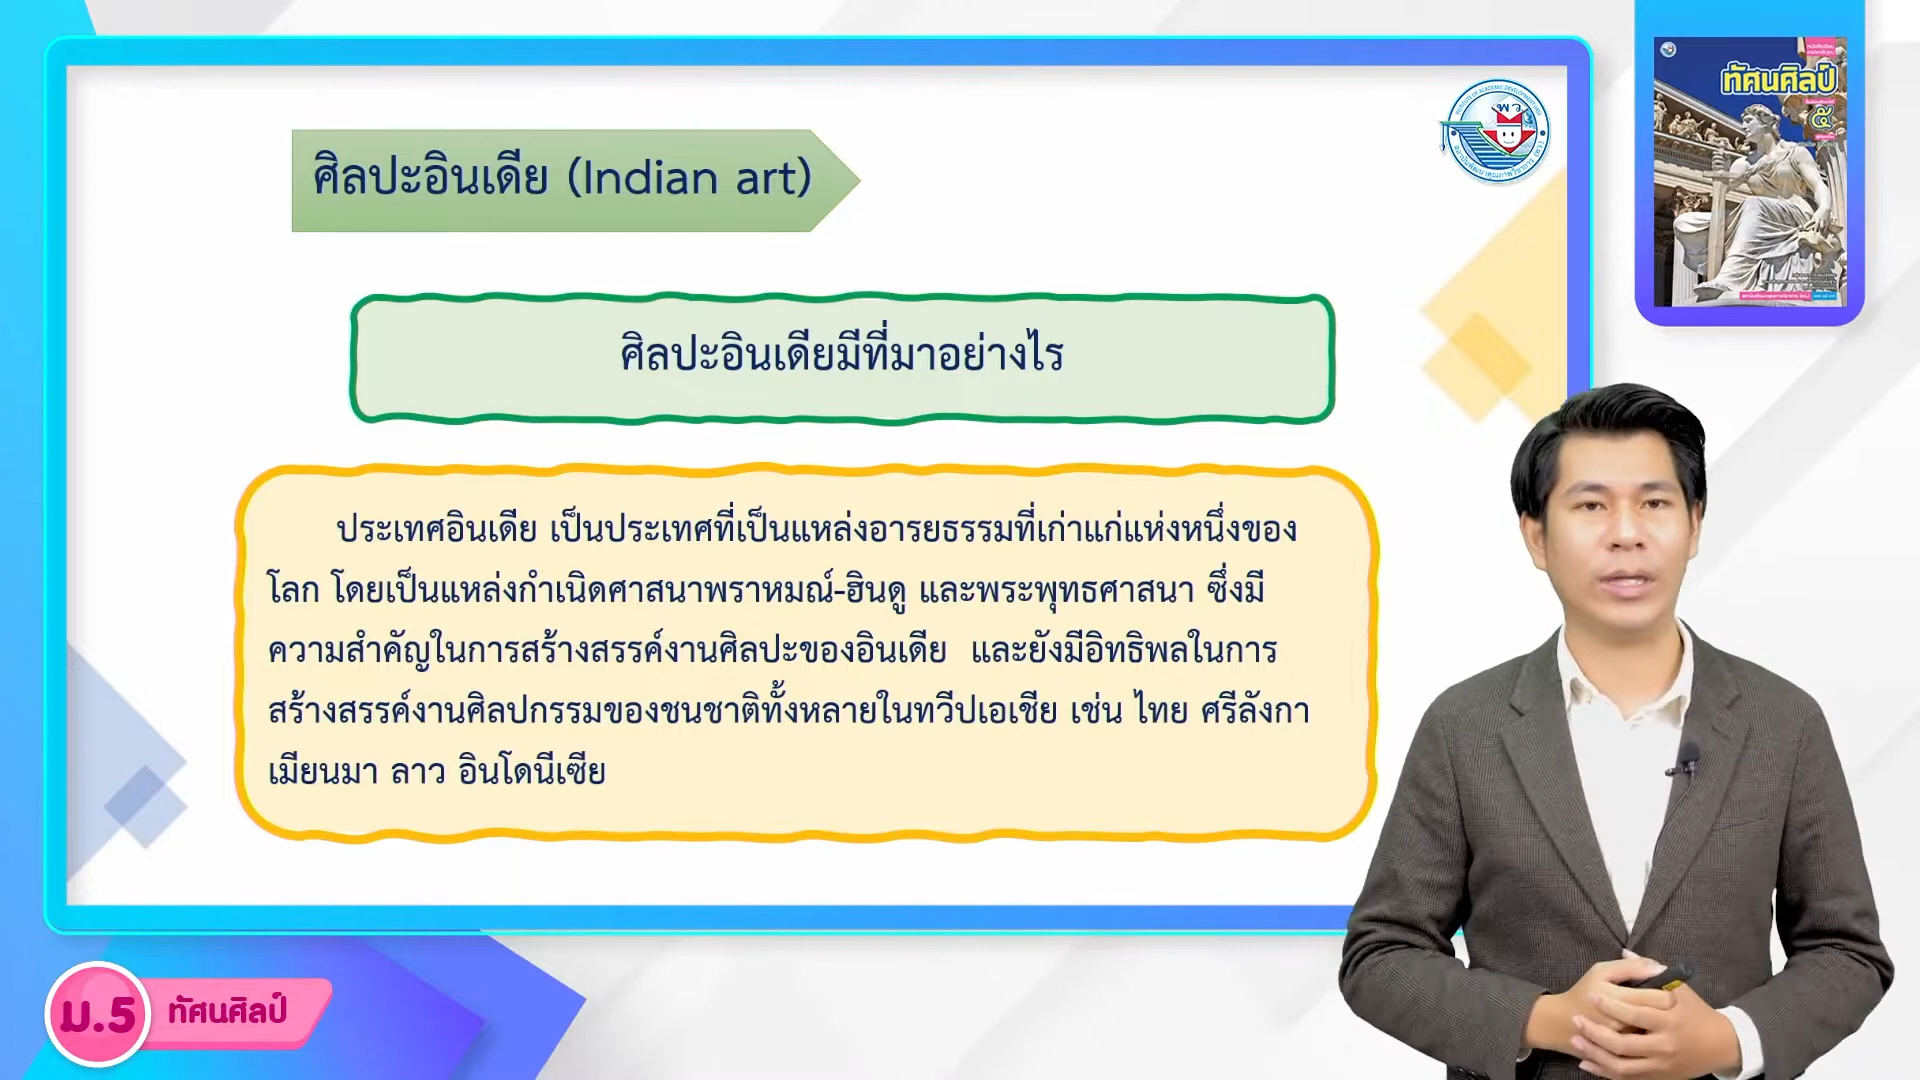 ศิลปะอินเดีย (Indian art)
ศิลปะอินเดียมีที่มาอย่างไร
ประเทศอินเดีย เป็นประเทศที่เป็นแหล่งอารยธรรมที่เก่าแก่แห่งหนึ่งของ
โลก โดยเป็นแหล่งกำเนิดศาสนาพราหมณ์-ฮินดู และพระพุทธศาสนา ซึ่งมี
ความสำคัญในการสร้างสรรค์งานศิลปะของอินเดีย และยังมีอิทธิพลในการ
สร้างสรรค์งานศิลปกรรมของชนชาติทั้งหลายในทวีปเอเชีย เช่น ไทย ศรีลังกา
เมียนมา ลาว อินโดนีเซีย
พว
ทัศนศิลป์
๕
ม.5 ทัศนศิลป์